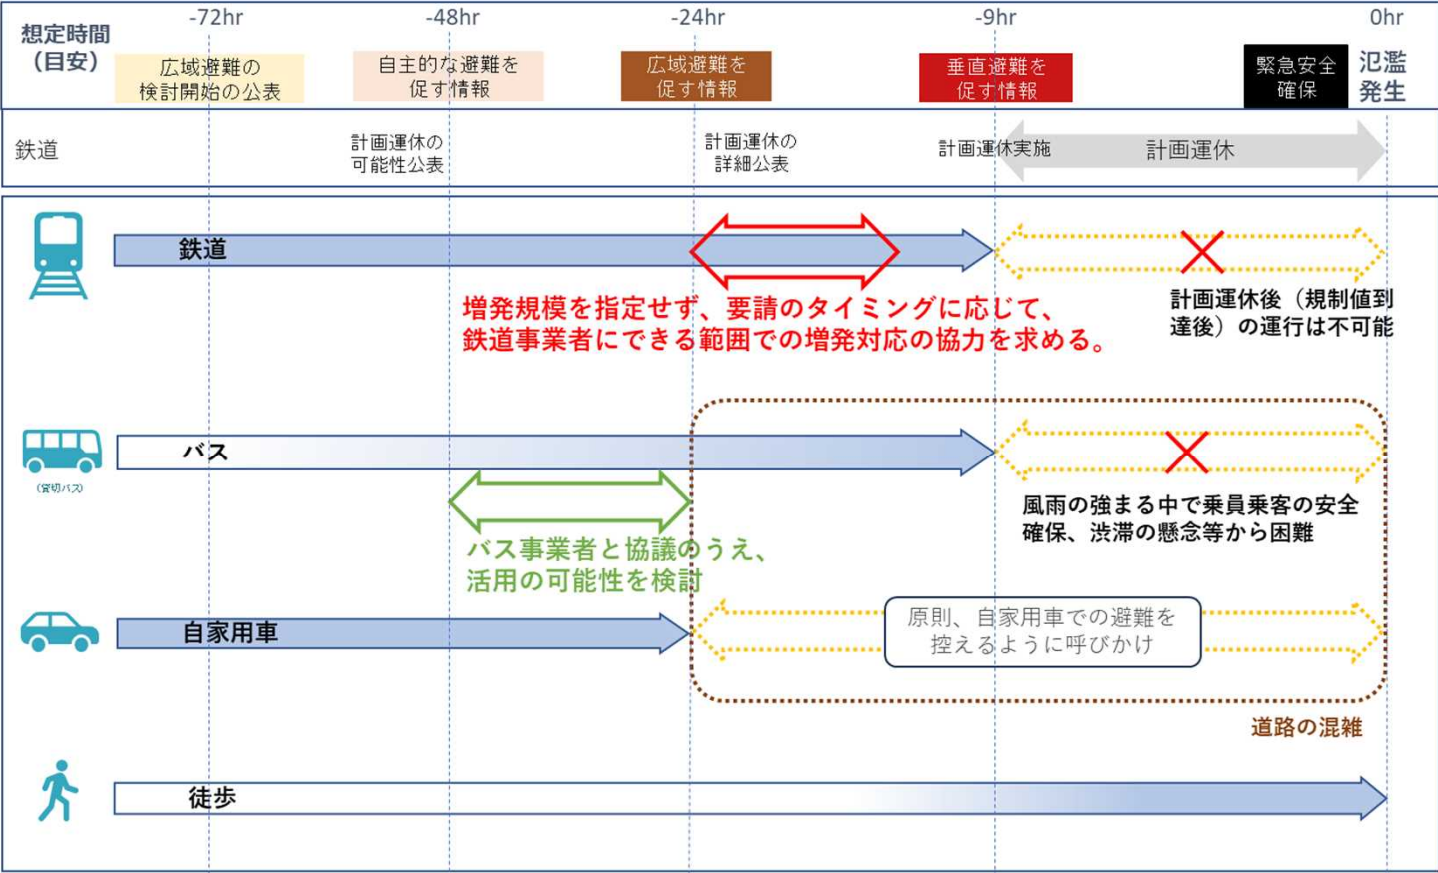 想定時間
（目安）
-72hr
-48hr
-24hr
-9hr
0hr
広域避難の
検討開始の公表
自主的な避難を
促す情報
広域避難を
促す情報
垂直避難を
促す情報
緊急安全
確保
氾濫
発生
鉄道
計画運休の
可能性公表
計画運休の
詳細公表
計画運休実施
計画運休
鉄道
増発規模を指定せず、要請のタイミングに応じて、
鉄道事業者にできる範囲での増発対応の協力を求める。
計画運休後（規制値到
達後）の運行は不可能
バス
（貸切バス）
バス事業者と協議のうえ、
活用の可能性を検討
風雨の強まる中で乗員乗客の安全
確保、渋滞の懸念等から困難
自家用車
原則、自家用車での避難を
控えるように呼びかけ
道路の混雑
徒歩